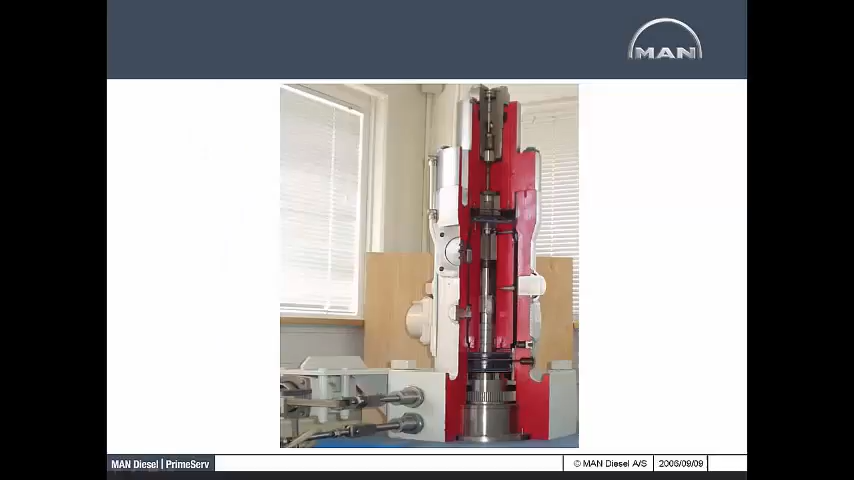 MAN
MAN Diesel | PrimeServ
© MAN Diesel A/S
2006/09/09